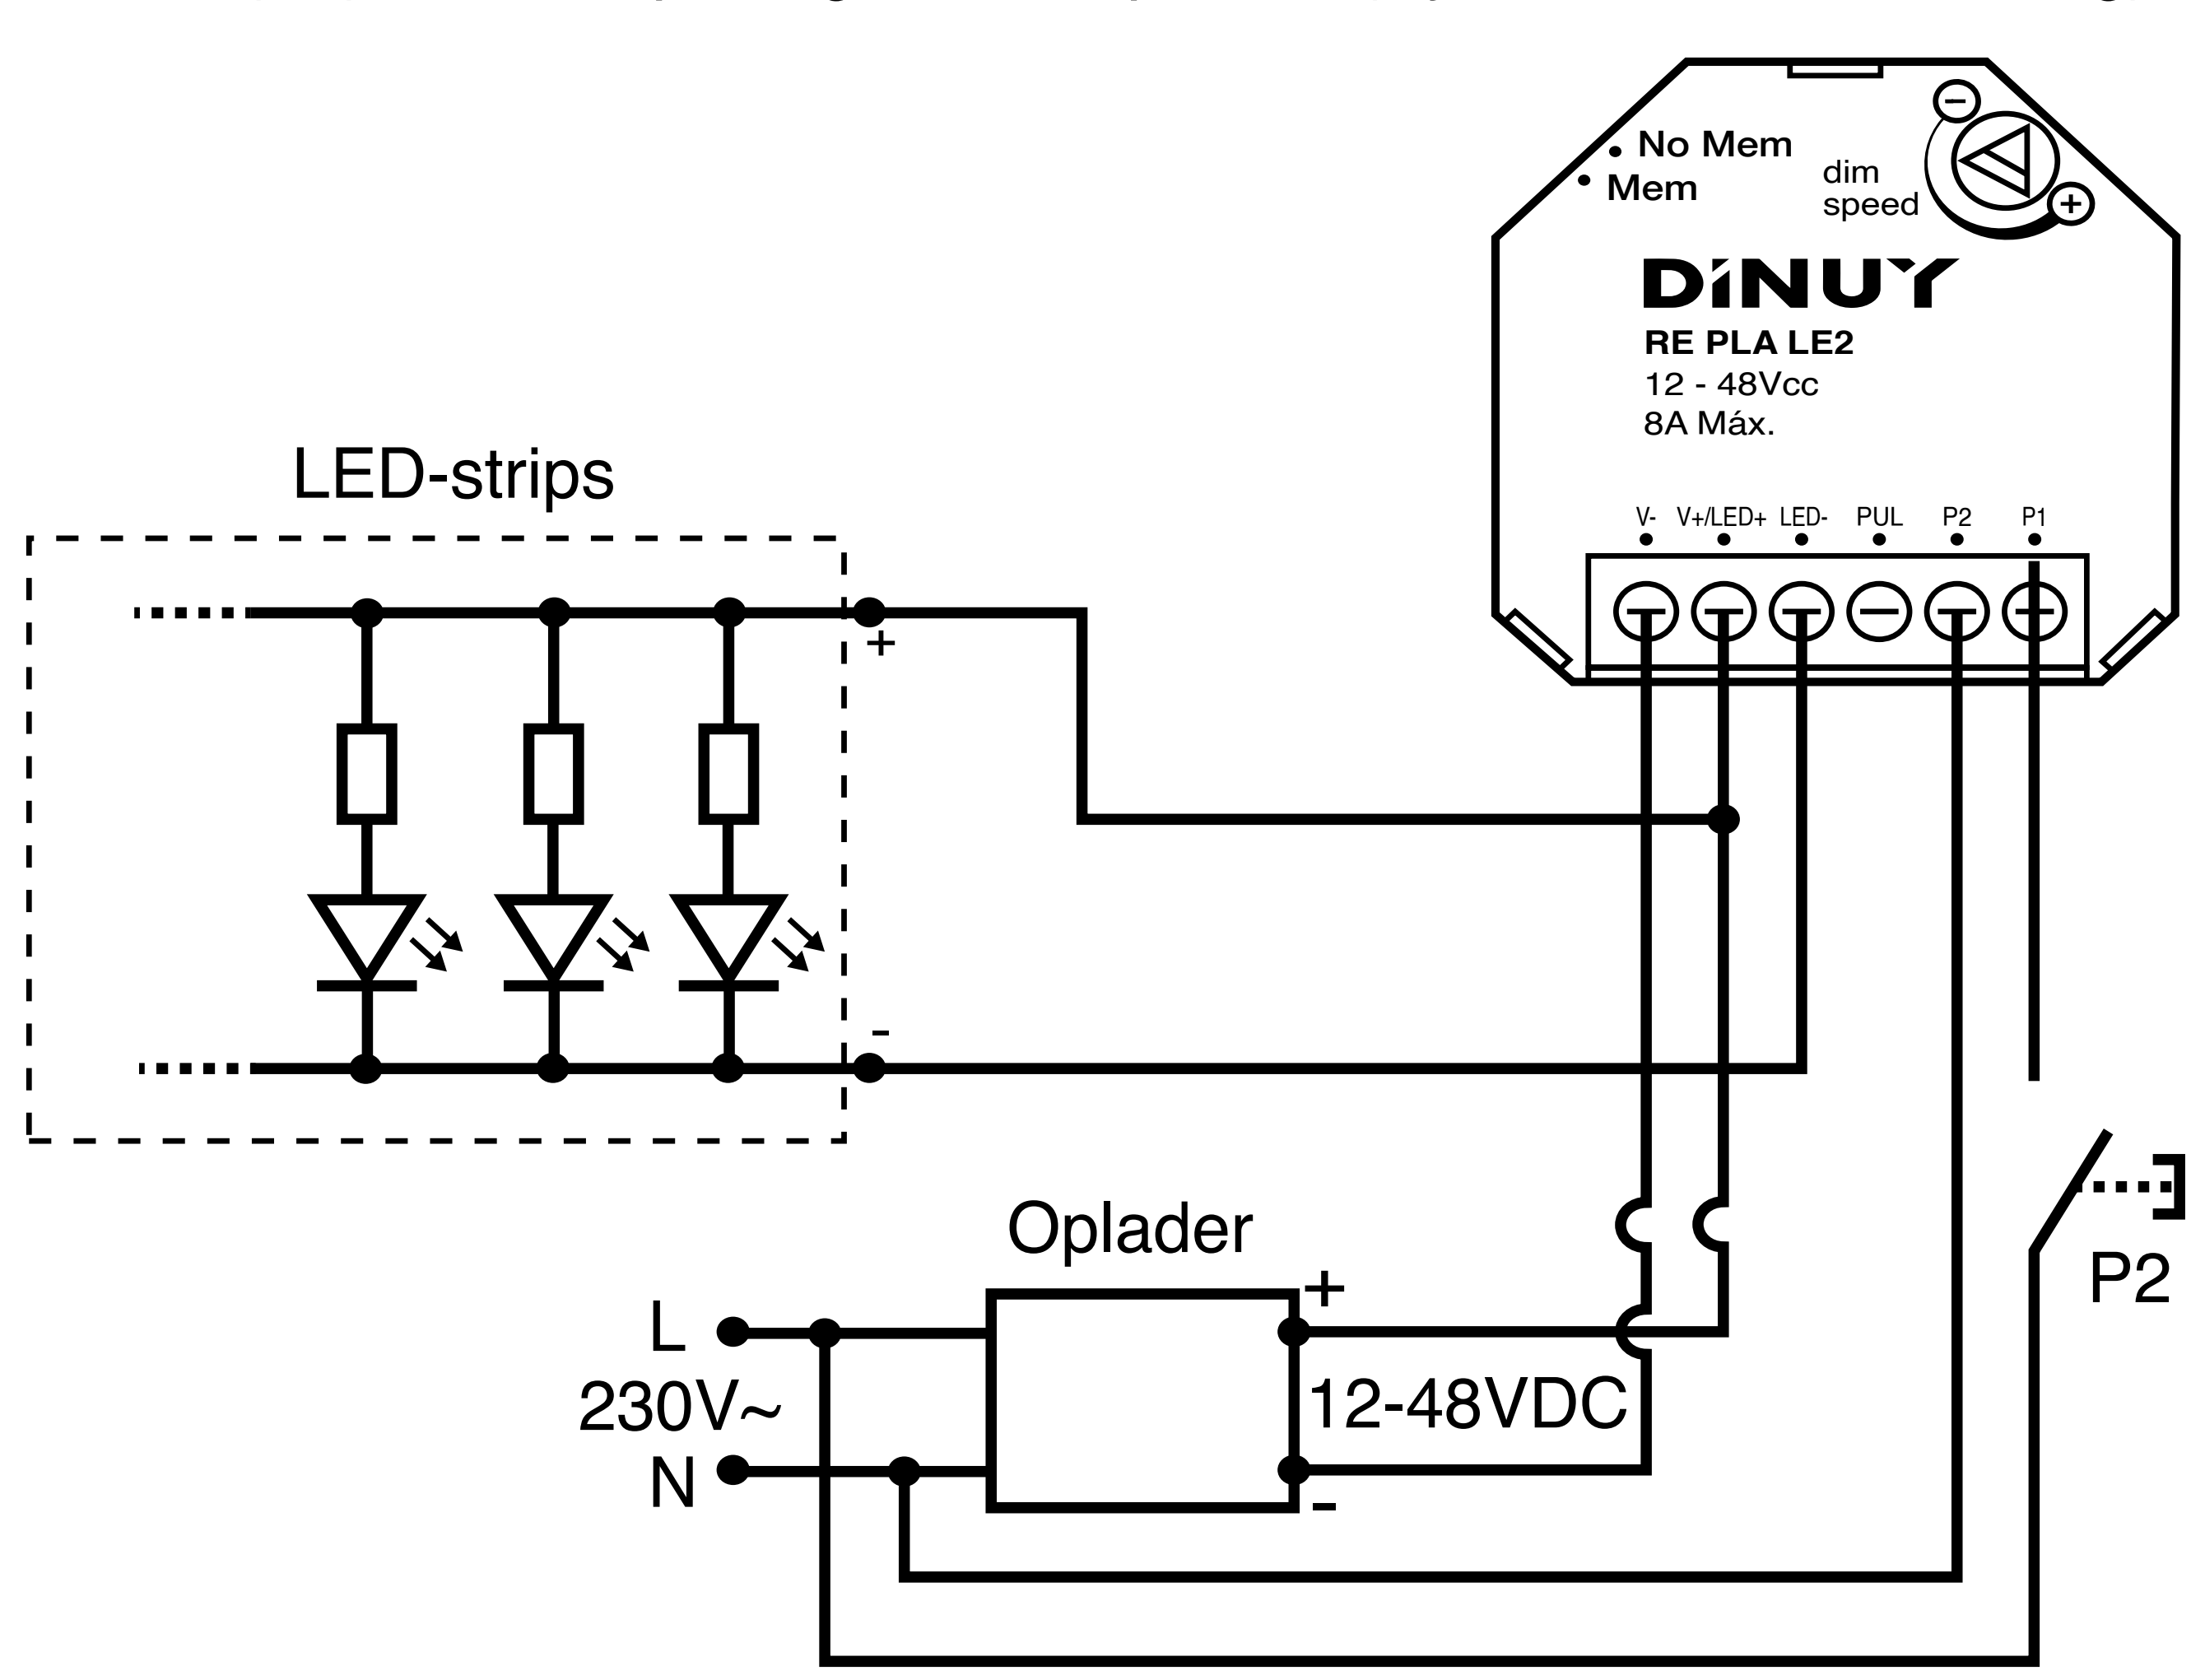 No Mem
Mem
dim
speed
−
+
DiNUY
RE PLA LE2
12 - 48Vcc
8A Máx.
V- V+/LED+ LED- PUL P2 P1
LED-strips
+
-
Oplader
L
230V~
N
+
12-48VDC
-
P2